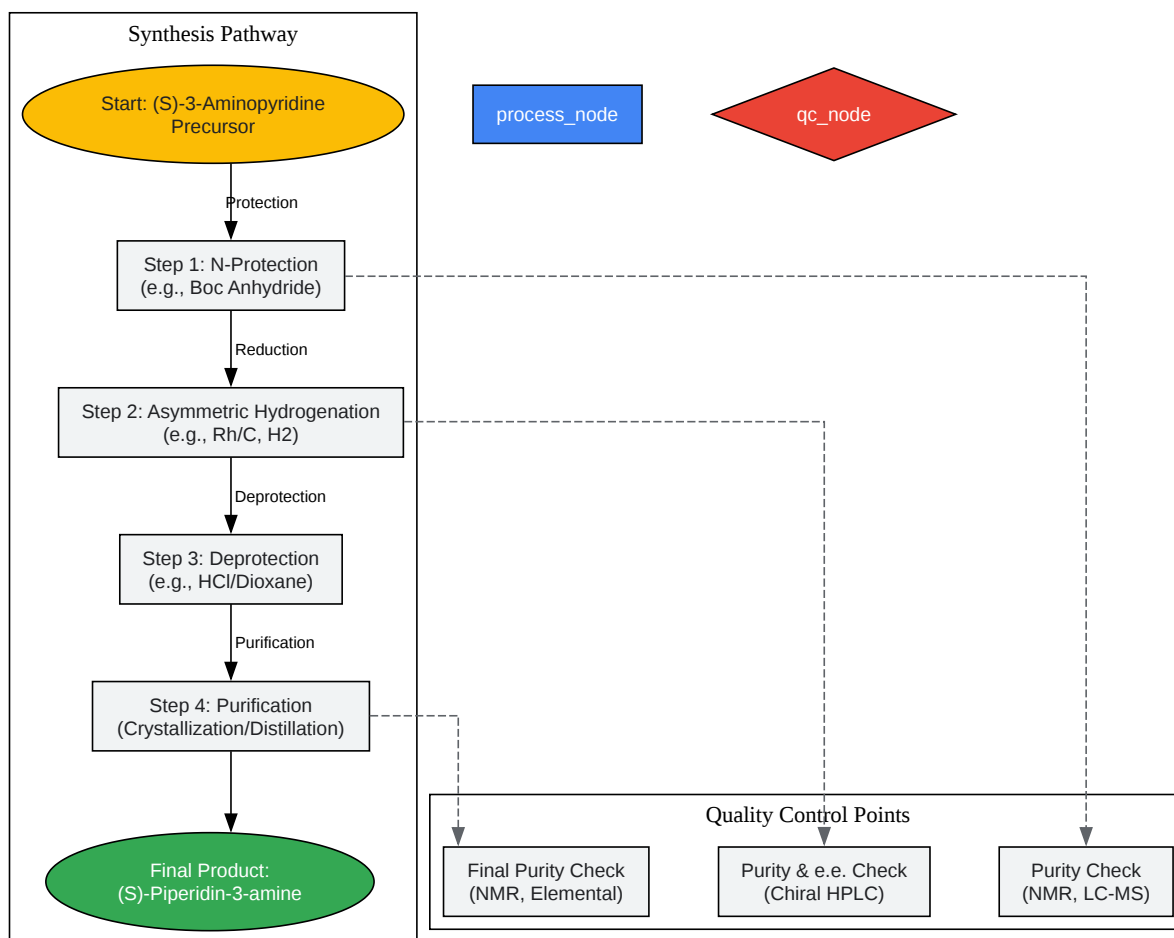 Synthesis Pathway
Start: (S)-3-Aminopyridine
Precursor
process_node
qc_node
Protection
Step 1: N-Protection
(e.g., Boc Anhydride)
Reduction
Step 2: Asymmetric Hydrogenation
(e.g., Rh/C, H2)
Deprotection
Step 3: Deprotection
(e.g., HCl/Dioxane)
Purification
Step 4: Purification
(Crystallization/Distillation)
Final Product:
(S)-Piperidin-3-amine
Quality Control Points
Final Purity Check
(NMR, Elemental)
Purity & e.e. Check
(Chiral HPLC)
Purity Check
(NMR, LC-MS)